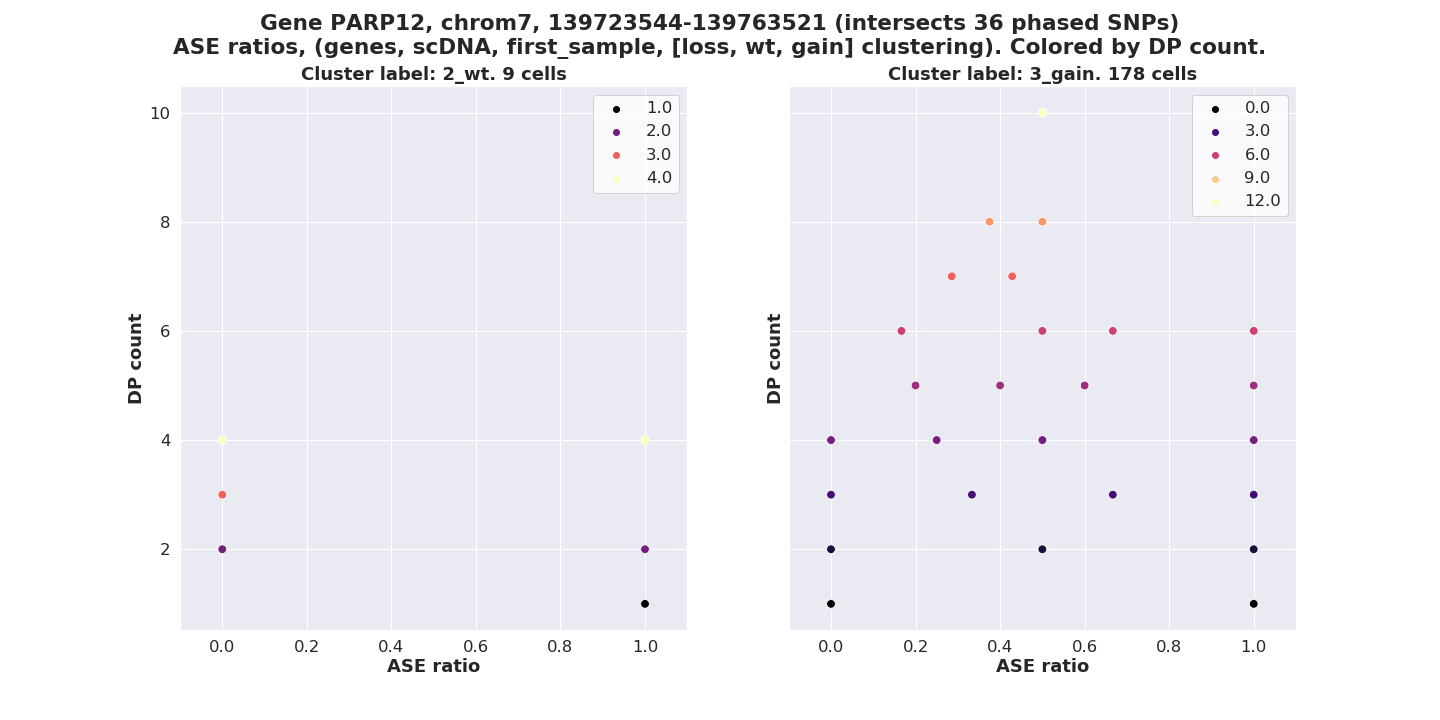 Gene PARP12, chrom7, 139723544-139763521 (intersects 36 phased SNPs)
ASE ratios, (genes, scDNA, first_sample, [loss, wt, gain] clustering). Colored by DP count.
Cluster label: 2_wt. 9 cells
1.0
2.0
3.0
4.0
10
8
6
4
2
DP count
0.0 0.2 0.4 0.6 0.8 1.0
ASE ratio
Cluster label: 3_gain. 178 cells
0.0
3.0
6.0
9.0
12.0
DP count
0.0 0.2 0.4 0.6 0.8 1.0
ASE ratio